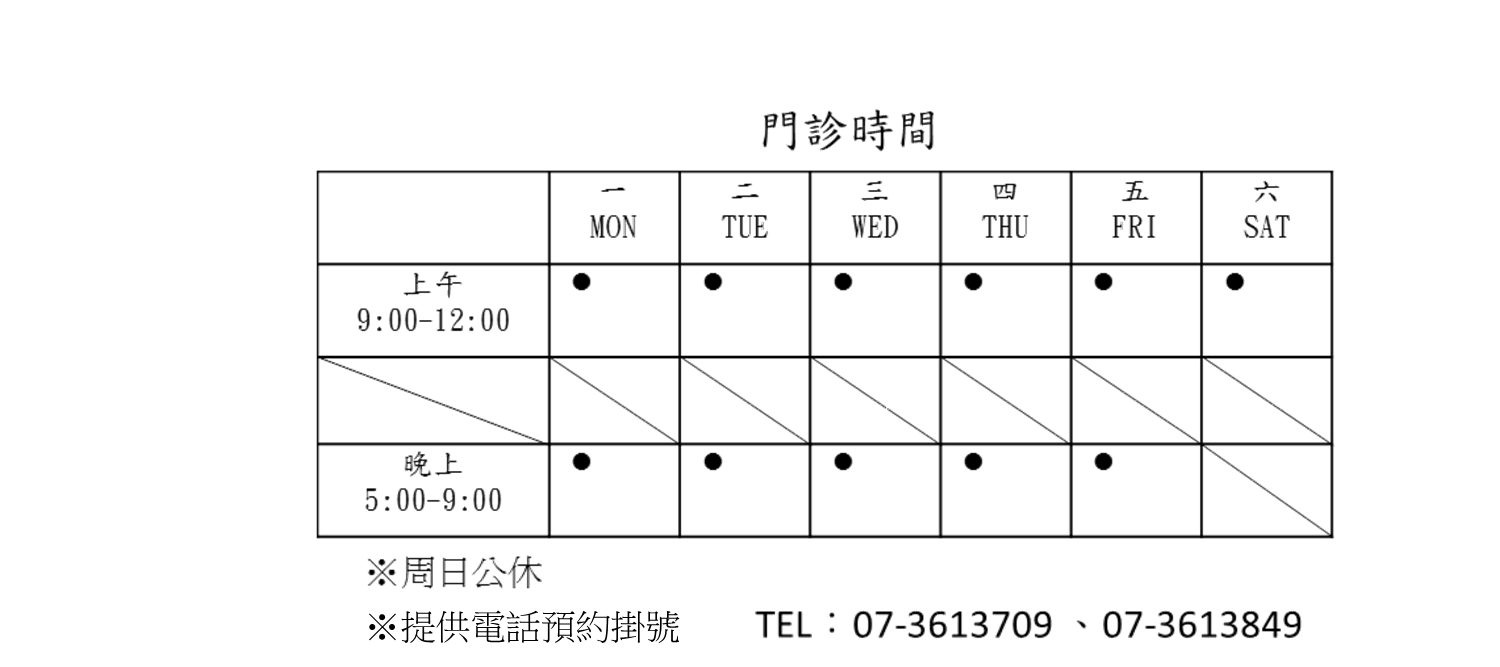 門診時間
一 二 三 四 五 六
MON TUE WED THU FRI SAT
上午 ● ● ● ● ● ●
9:00-12:00
晚上 ● ● ● ● ●
5:00-9:00
※周日公休
※提供電話預約掛號 TEL：07-3613709 、07-3613849